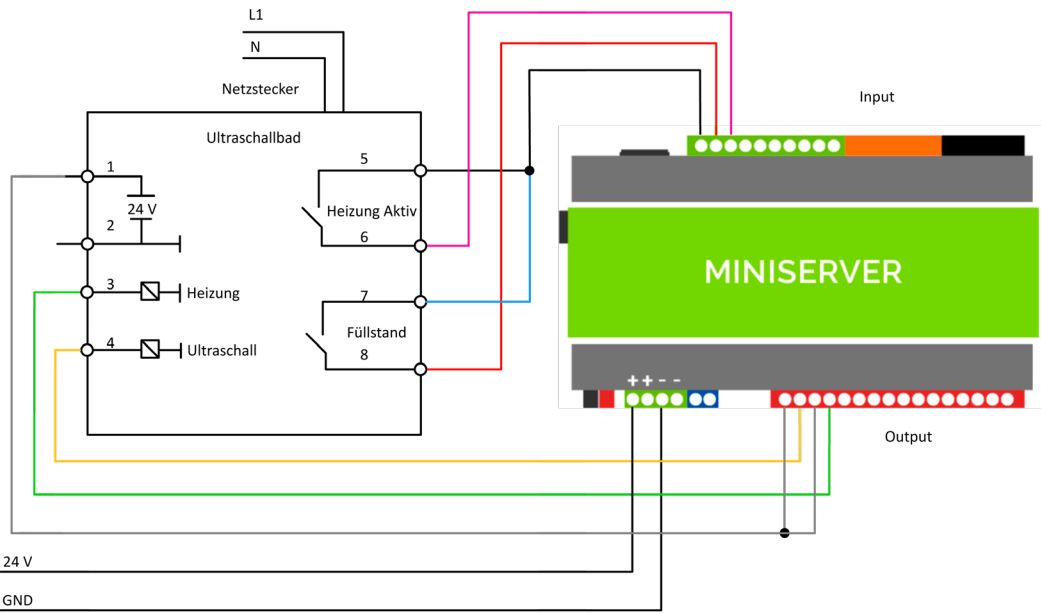 L1
N
Netzstecker
Input
Ultraschallbad
1
5
24 V
Heizung Aktiv
2
6
MINISERVER
3
Heizung
7
Füllstand
4
Ultraschall
8
++--
Output
24 V
GND